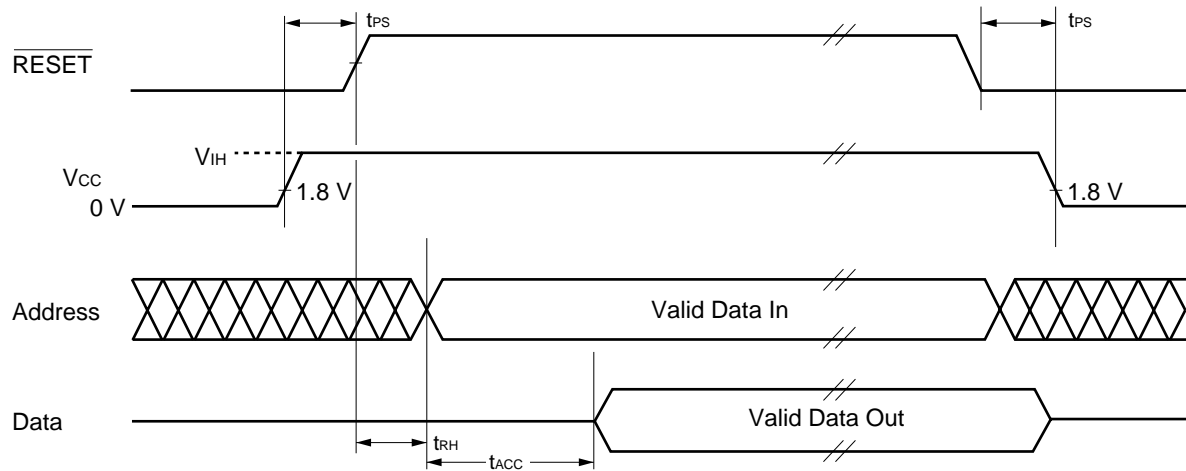 tPS
tPS
RESET
VIH
VCC
0 V
1.8 V
1.8 V
Address
Valid Data In
Data
Valid Data Out
tRH
tACC